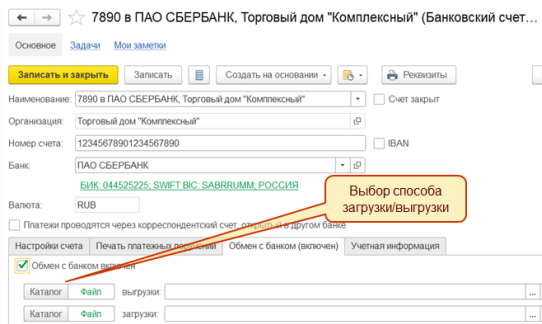 7890 в ПАО СБЕРБАНК, Торговый дом "Комплексный" (Банковский счет...
Основное Задачи Мои заметки
Записать и закрыть Записать Создать на основании Реквизиты
Наименование: 7890 в ПАО СБЕРБАНК, Торговый дом "Комплексный" Счет закрыт
Организация: Торговый дом "Комплексный"
Номер счета: 12345678901234567890 IBAN
Банк: ПАО СБЕРБАНК
БИК: 044525225; SWIFT BIC: SABRRUMM; РОССИЯ
Выбор способа
загрузки/выгрузки
Валюта: RUB
Платежи проводятся через корреспондентский счет, открытый в другом банке
Настройки счета Печать платежных поручений Обмен с банком (включен) Учетная информация
Обмен с банком включен
Каталог Файл выгрузки: ...
Каталог Файл загрузки: ...